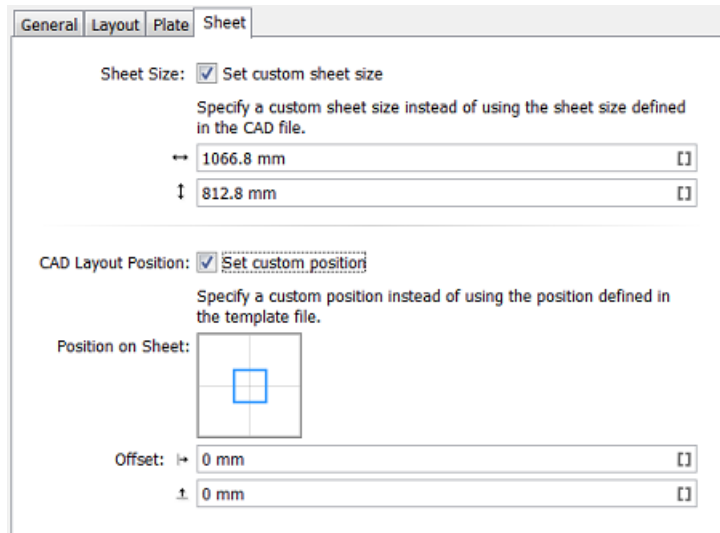 General Layout Plate Sheet
Sheet Size: Set custom sheet size
Specify a custom sheet size instead of using the sheet size defined
in the CAD file.
1066.8 mm
812.8 mm
CAD Layout Position: Set custom position
Specify a custom position instead of using the position defined in
the template file.
Position on Sheet:
Offset: 0 mm
0 mm